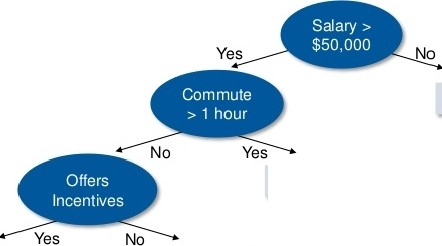 Salary >
$50,000
Yes
No
Commute
> 1 hour
No
Yes
Offers
Incentives
Yes
No